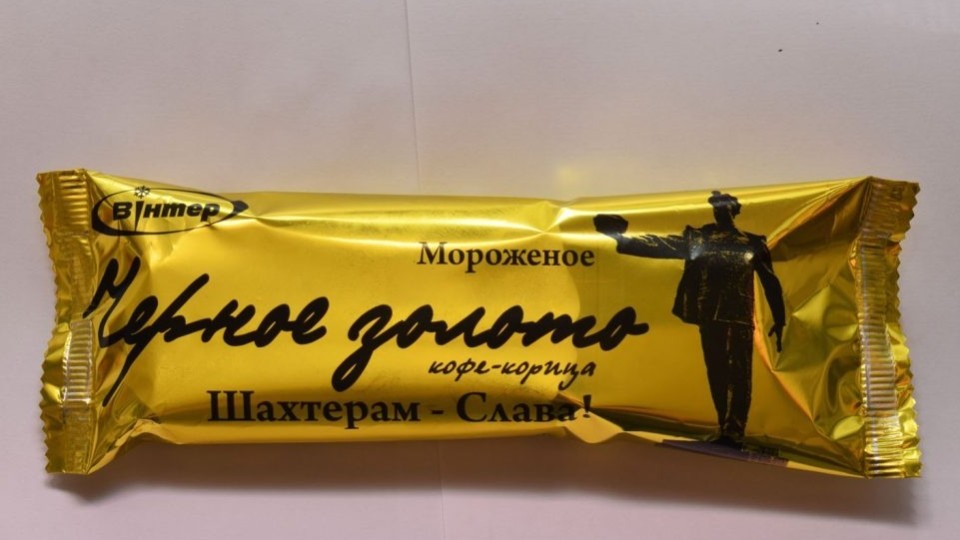 Вінтер
Мороженое
Черное золото
кофе-корица
Шахтерам - Слава!